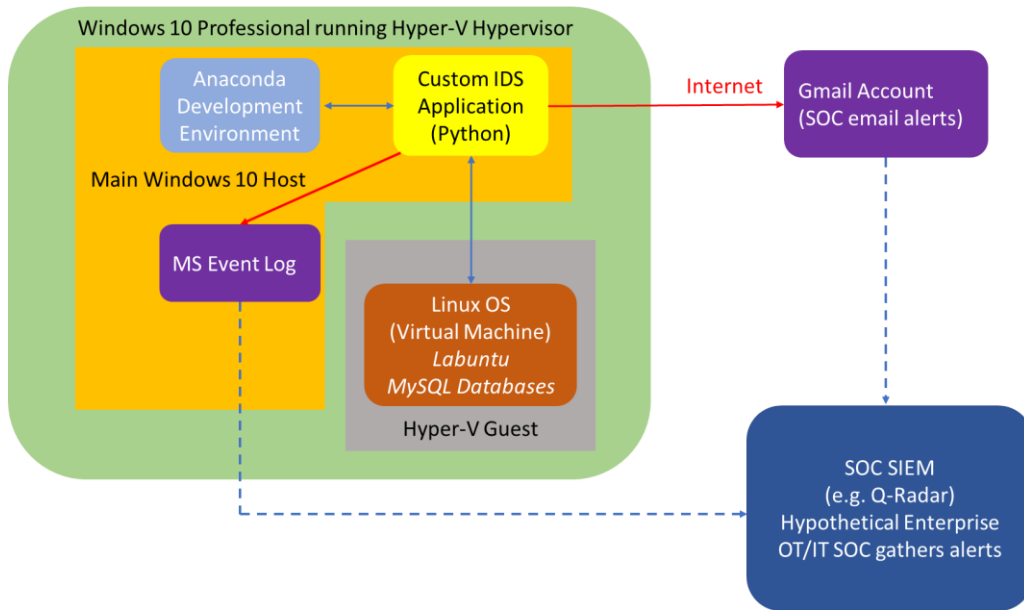 Windows 10 Professional running Hyper-V Hypervisor
Anaconda
Development
Environment
Custom IDS
Application
(Python)
Internet
Gmail Account
(SOC email alerts)
Main Windows 10 Host
MS Event Log
Linux OS
(Virtual Machine)
Labuntu
MySQL Databases
Hyper-V Guest
SOC SIEM
(e.g. Q-Radar)
Hypothetical Enterprise
OT/IT SOC gathers alerts